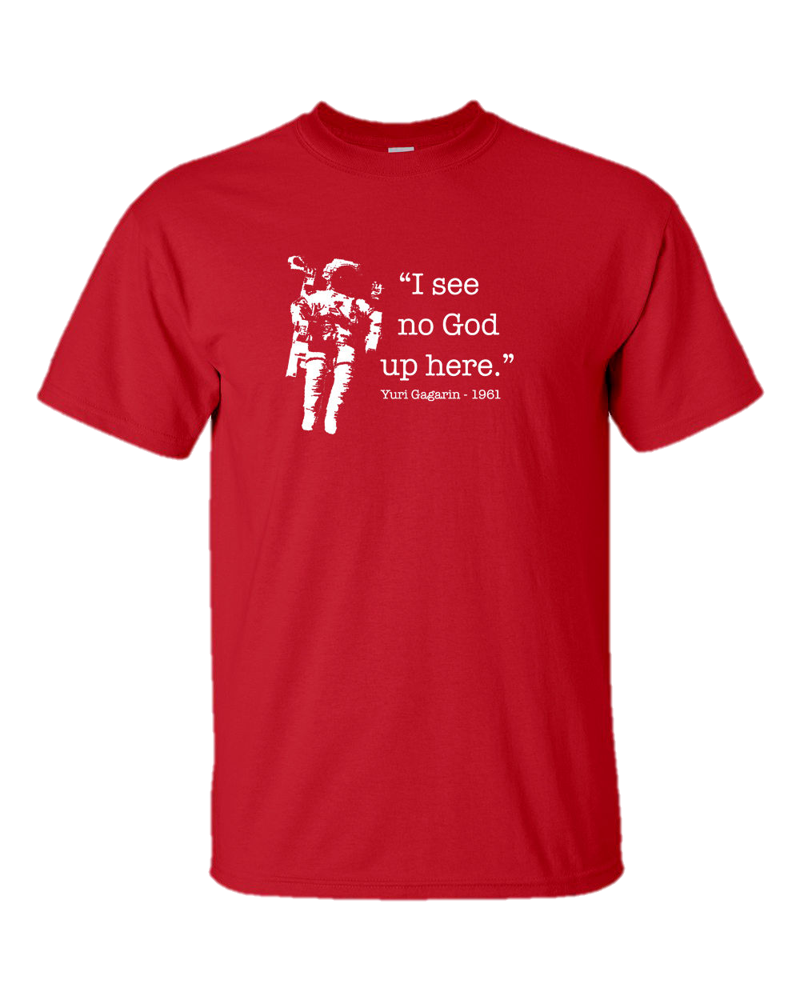 “I see
no God
up here.”
Yuri Gagarin - 1961